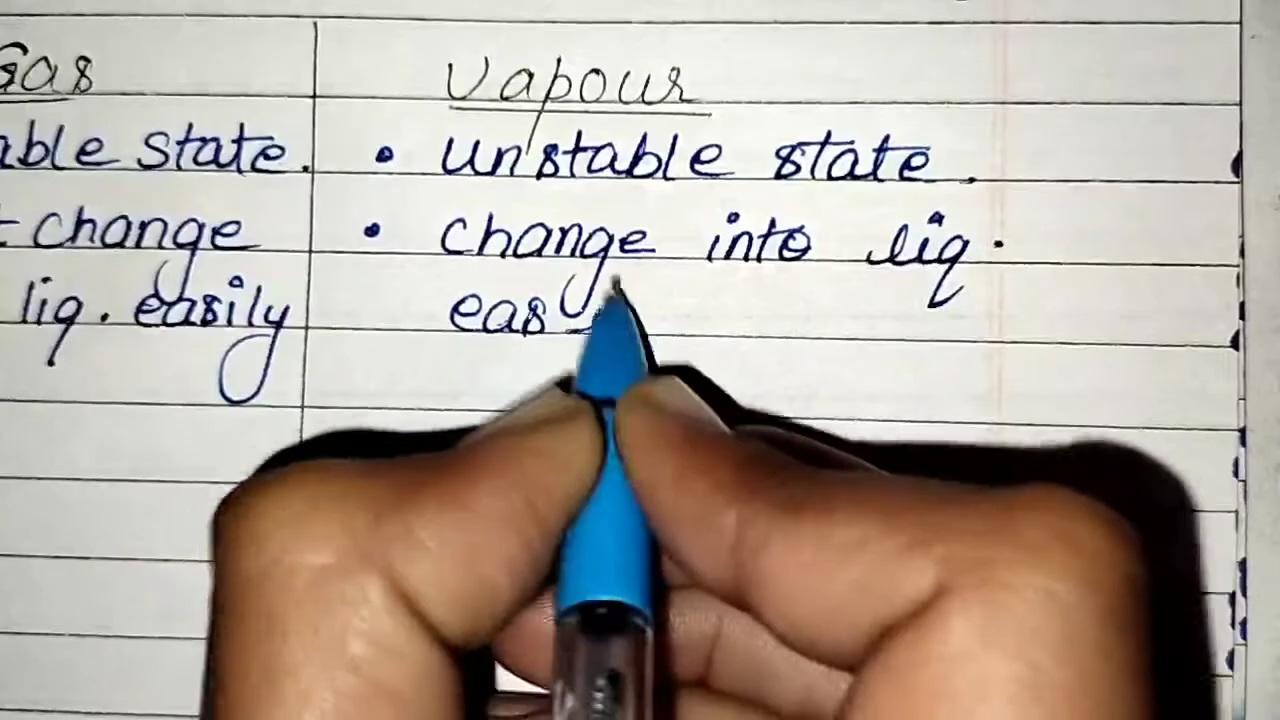 Gas Vapour
able state. • unstable state.
change • change into liq.
liq. easily eas